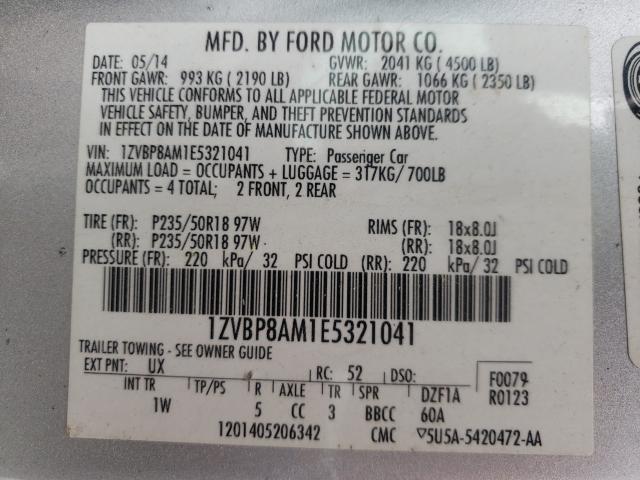 MFD. BY FORD MOTOR CO.
DATE: 05/14 GVWR: 2041 KG ( 4500 LB)
FRONT GAWR: 993 KG ( 2190 LB) REAR GAWR: 1066 KG ( 2350 LB)
THIS VEHICLE CONFORMS TO ALL APPLICABLE FEDERAL MOTOR
VEHICLE SAFETY, BUMPER, AND THEFT PREVENTION STANDARDS
IN EFFECT ON THE DATE OF MANUFACTURE SHOWN ABOVE.
VIN: 1ZVBP8AM1E5321041 TYPE: Passenger Car
MAXIMUM LOAD = OCCUPANTS + LUGGAGE = 317KG/ 700LB
OCCUPANTS = 4 TOTAL; 2 FRONT, 2 REAR
TIRE (FR): P235/50R18 97W RIMS (FR): 18x8.0J
(RR): P235/50R18 97W (RR): 18x8.0J
PRESSURE (FR): 220 kPa/ 32 PSI COLD (RR): 220 kPa/ 32 PSI COLD
1ZVBP8AM1E5321041
TRAILER TOWING - SEE OWNER GUIDE
EXT PNT: UX RC: 52 DSO: F0079
INT TR TP/PS R AXLE TR SPR DZF1A R0123
1W 5 CC 3 BBCC 60A
1201405206342 CMC ▽5U5A-5420472-AA